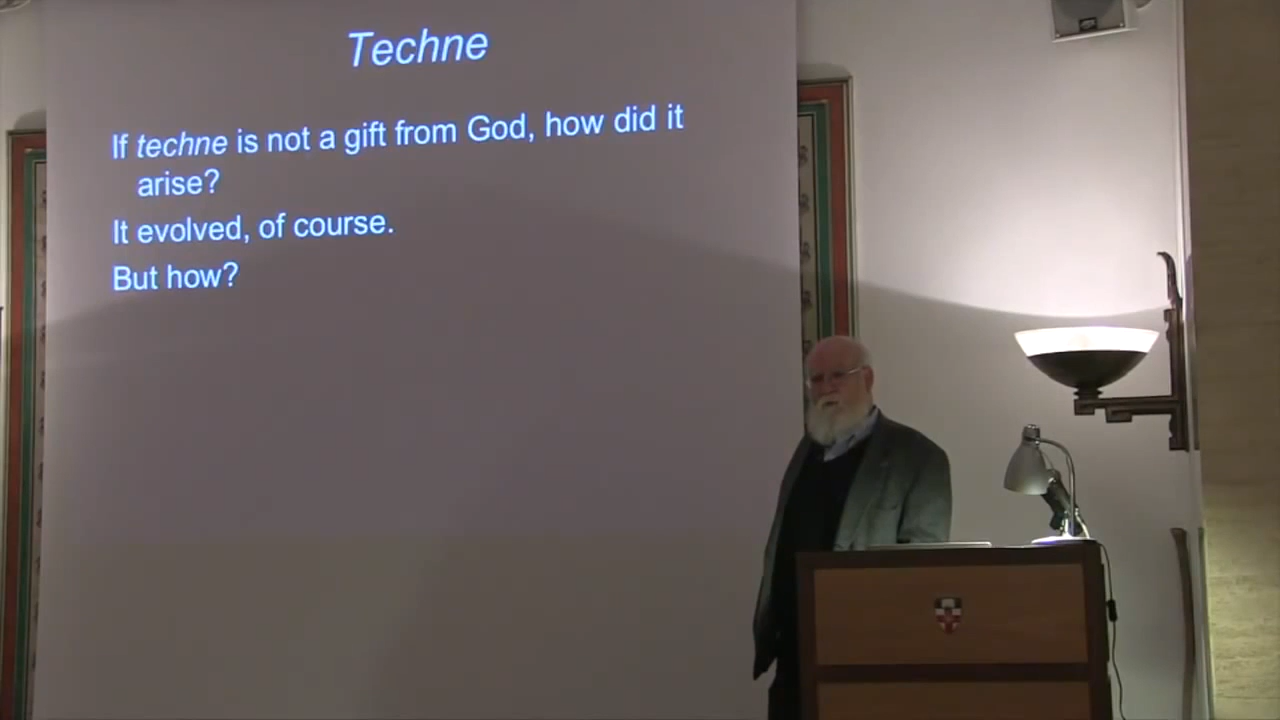 Techne
If techne is not a gift from God, how did it
arise?
It evolved, of course.
But how?